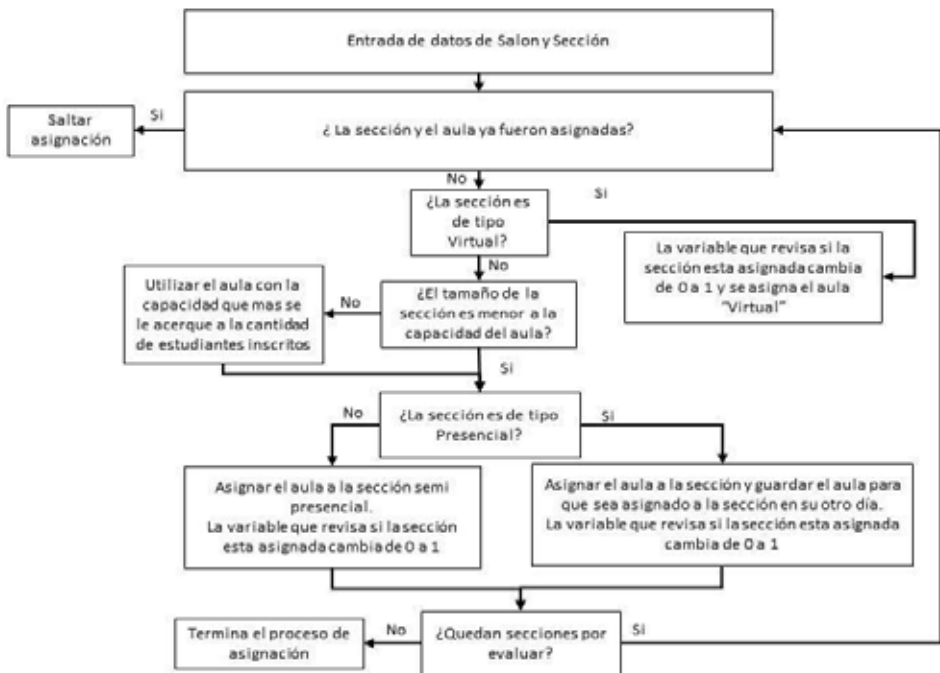 Entrada de datos de Salon y Sección
Si
Saltar
asignación
¿ La sección y el aula ya fueron asignadas?
No
Si
¿La sección es
de tipo
Virtual?
La variable que revisa si la
sección esta asignada cambia
de 0 a 1 y se asigna el aula
"Virtual"
No
Utilizar el aula con la
capacidad que mas se
le acerque a la cantidad
de estudiantes inscritos
No
¿El tamaño de la
sección es menor a la
capacidad del aula?
Si
No
¿La sección es de tipo
Presencial?
Si
Asignar el aula a la sección semi
presencial.
La variable que revisa si la sección
esta asignada cambia de 0 a 1
Asignar el aula a la sección y guardar el aula para
que sea asignado a la sección en su otro día.
La variable que revisa si la sección esta asignada
cambia de 0 a 1
Termina el proceso de
asignación
No
¿Quedan secciones por
evaluar?
Si